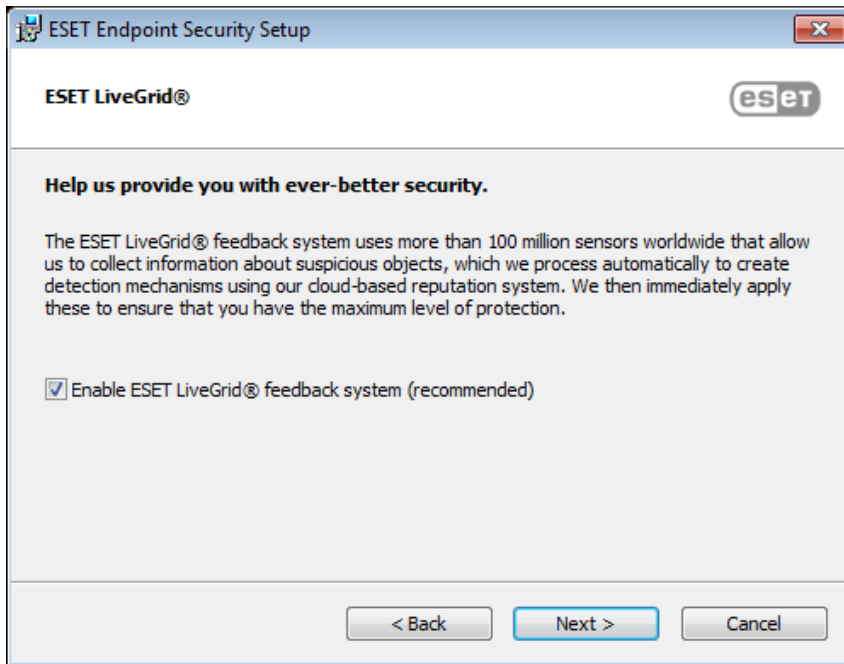 ESET Endpoint Security Setup
ESET LiveGrid®
eset
Help us provide you with ever-better security.
The ESET LiveGrid® feedback system uses more than 100 million sensors worldwide that allow
us to collect information about suspicious objects, which we process automatically to create
detection mechanisms using our cloud-based reputation system. We then immediately apply
these to ensure that you have the maximum level of protection.
Enable ESET LiveGrid® feedback system (recommended)
< Back
Next >
Cancel